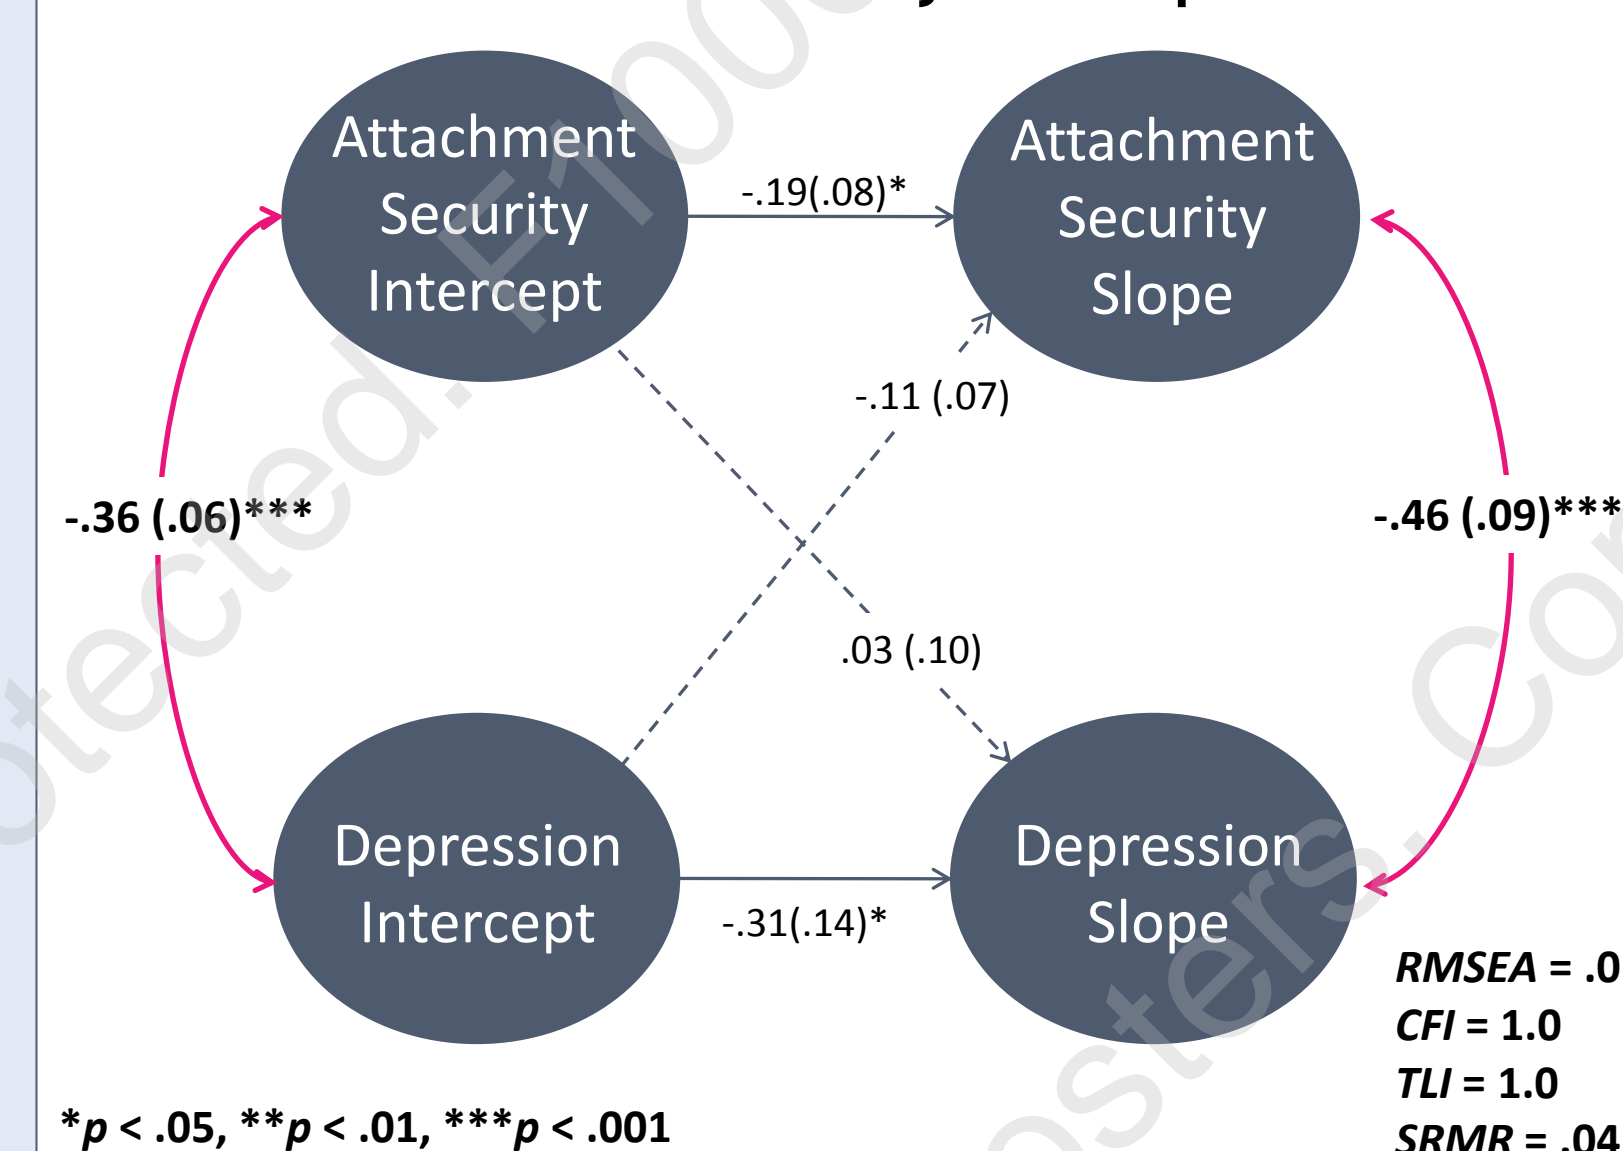 Attachment
Security
Intercept
-.19(.08)*
Attachment
Security
Slope
-.11 (.07)
-.36 (.06)***
-.46 (.09)***
.03 (.10)
Depression
Intercept
-.31(.14)*
Depression
Slope
RMSEA = .0
CFI = 1.0
TLI = 1.0
SRMR = .04
*p < .05, **p < .01, ***p < .001